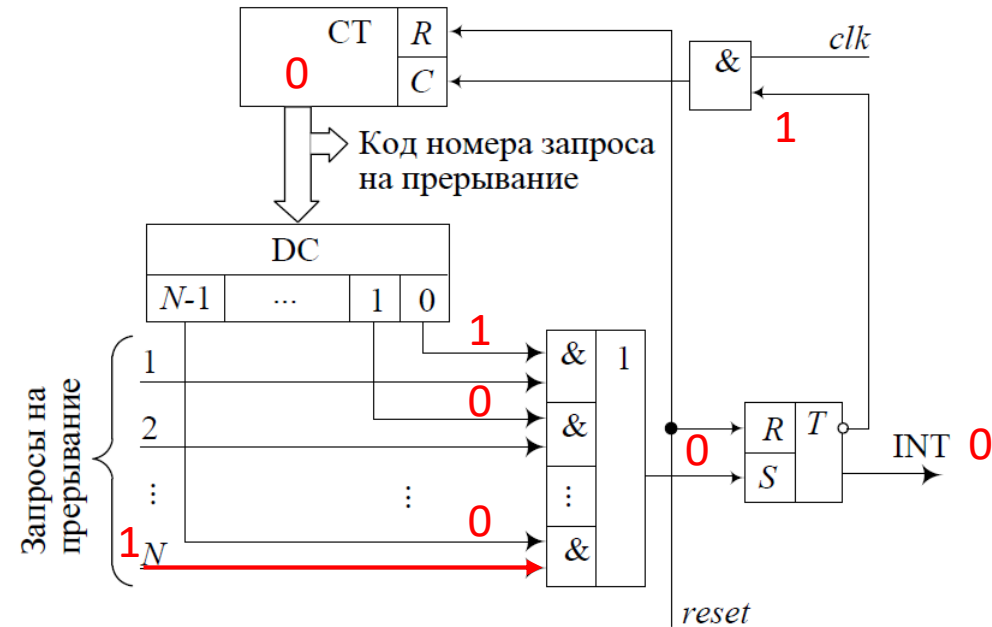 CT R
0 C
& clk
1
Код номера запроса
на прерывание
DC
N-1 ... 1 0
Запросы на
прерывание
1
2
⋮
1 N
1
0
⋮
0
& 1
&
⋮
&
0
R T
S
INT 0
reset